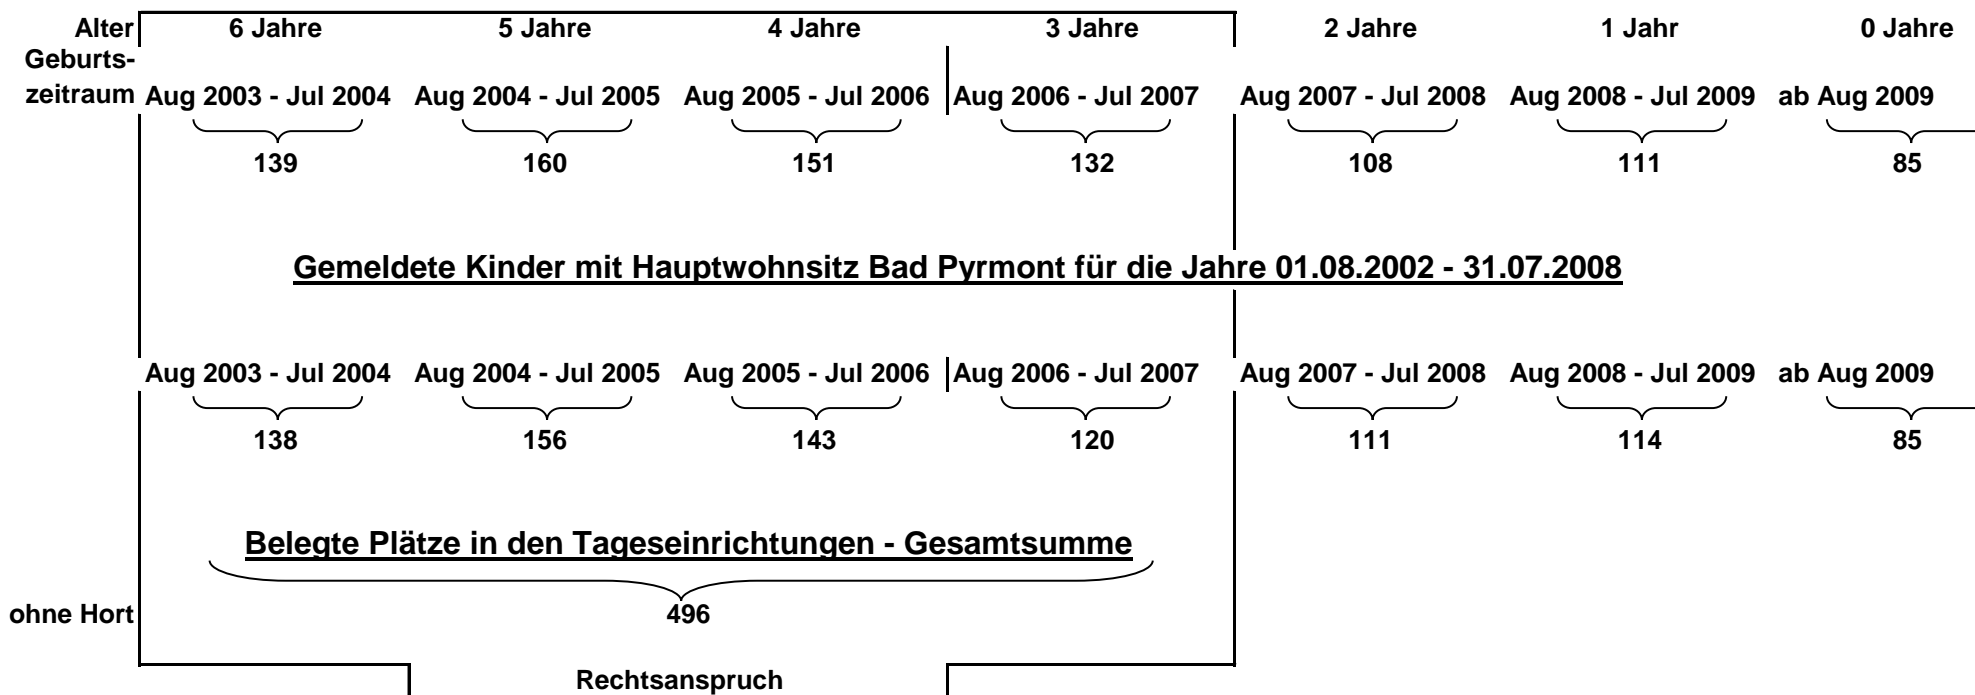 Alter 6 Jahre 5 Jahre 4 Jahre 3 Jahre 2 Jahre 1 Jahr 0 Jahre
Geburts-
zeitraum Aug 2003 - Jul 2004 Aug 2004 - Jul 2005 Aug 2005 - Jul 2006 Aug 2006 - Jul 2007 Aug 2007 - Jul 2008 Aug 2008 - Jul 2009 ab Aug 2009
139 160 151 132 108 111 85
Gemeldete Kinder mit Hauptwohnsitz Bad Pyrmont für die Jahre 01.08.2002 - 31.07.2008
Aug 2003 - Jul 2004 Aug 2004 - Jul 2005 Aug 2005 - Jul 2006 Aug 2006 - Jul 2007 Aug 2007 - Jul 2008 Aug 2008 - Jul 2009 ab Aug 2009
138 156 143 120 111 114 85
Belegte Plätze in den Tageseinrichtungen - Gesamtsumme
ohne Hort 496
Rechtsanspruch